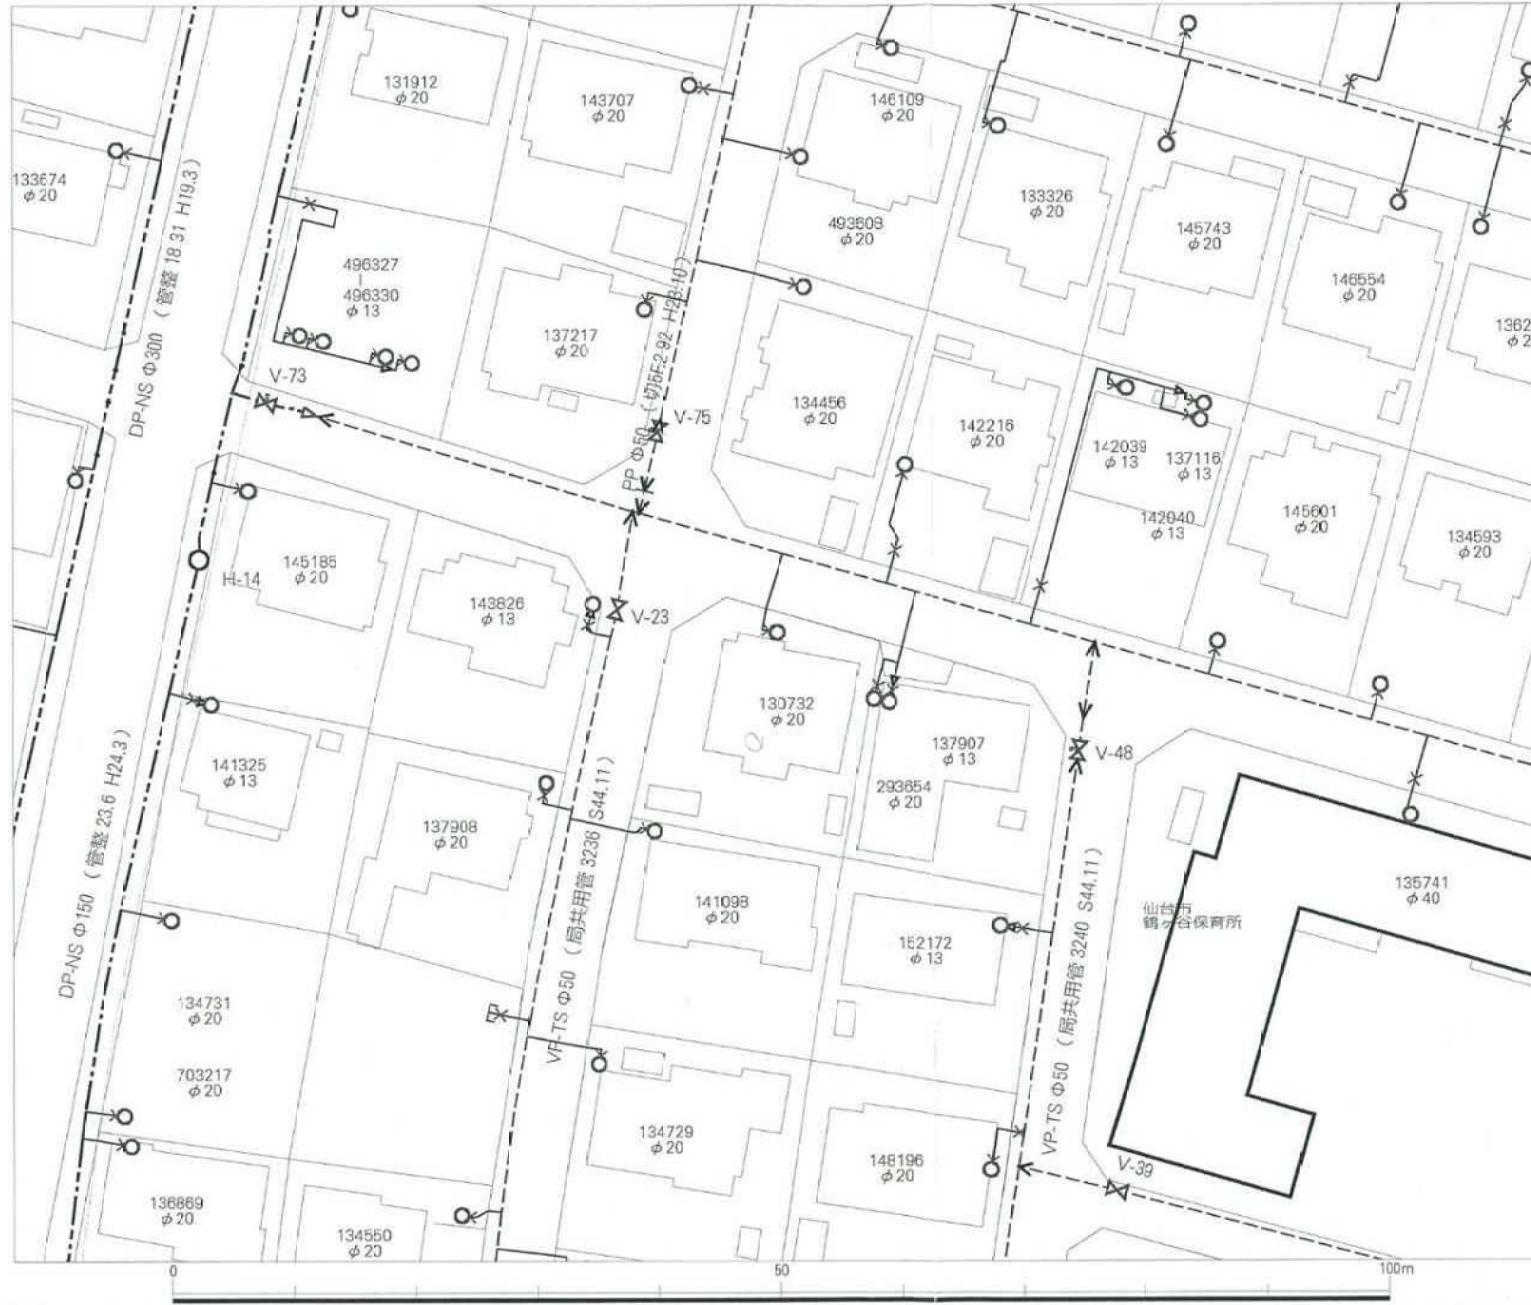 131912
φ20
143707
φ20
146109
φ20
133674
φ20
133326
φ20
493608
φ20
145743
φ20
146554
φ20
496327
|
496330
φ13
137217
φ20
134456
φ20
142216
φ20
142039
φ13
137116
φ13
142040
φ13
145601
φ20
134593
φ20
DP-NS Φ300 (管整 18.31 H19.3)
V-73
V-75
H-14
145185
φ20
143826
φ13
V-23
130732
φ20
137907
φ13
293654
φ20
V-48
141325
φ13
137908
φ20
141098
φ20
152172
φ13
135741
φ40
仙台市
鶴ヶ谷保育所
DP-NS Φ150 (管整 23.6 H24.3)
VP-TS Φ50 (局共用管 3236 S44.11)
VP-TS Φ50 (局共用管 3240 S44.11)
134731
φ20
703217
φ20
134729
φ20
148196
φ20
V-39
136869
φ20
134550
φ20
0
50
100m